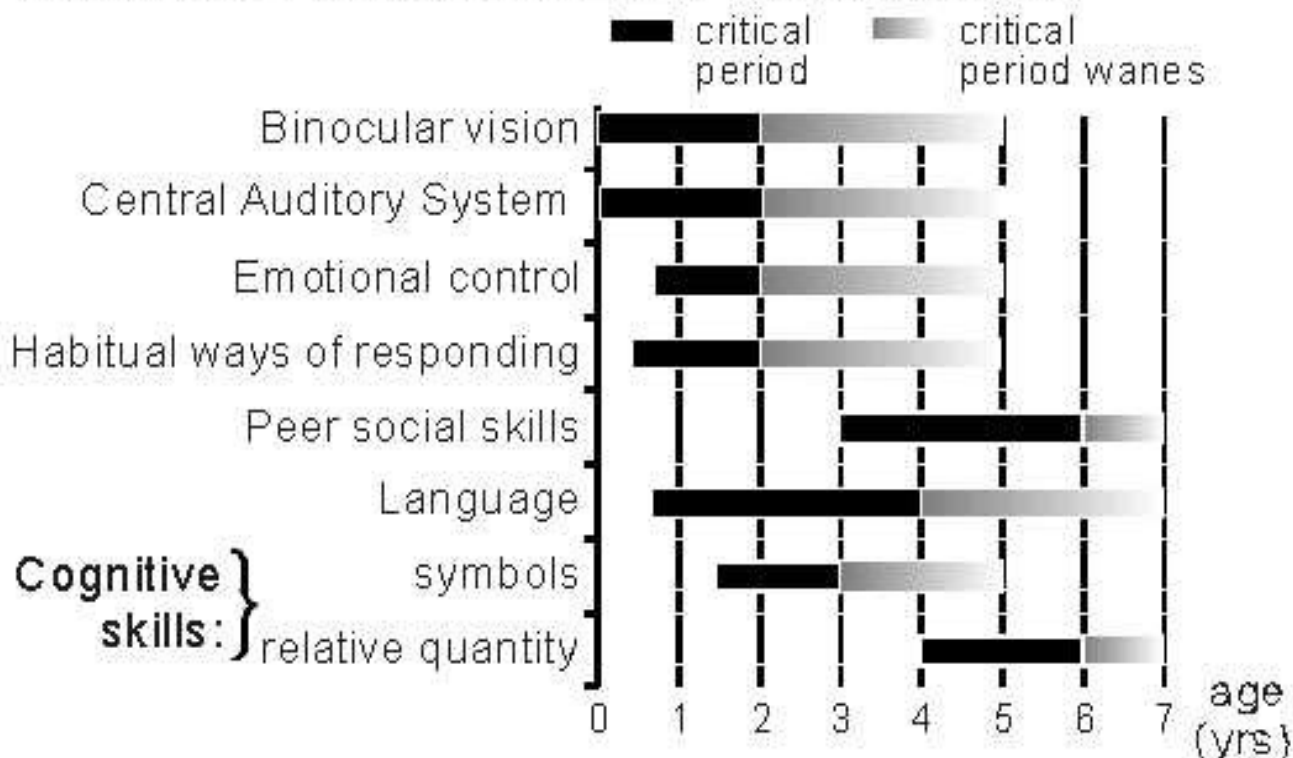 critical
period
critical
period wanes
Binocular vision
Central Auditory System
Emotional control
Habitual ways of responding
Peer social skills
Language
Cognitive
skills:
symbols
relative quantity
0 1 2 3 4 5 6 7
age
(yrs)